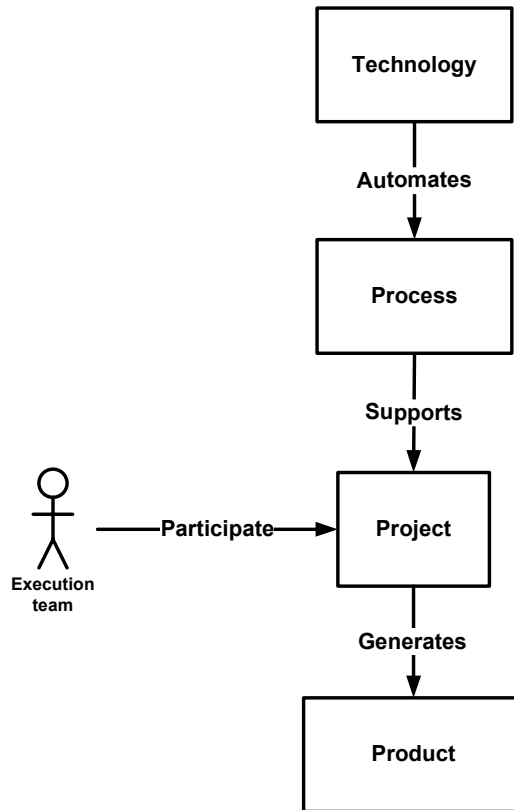 Technology
Automates
Process
Supports
Participate
Project
Execution
team
Generates
Product